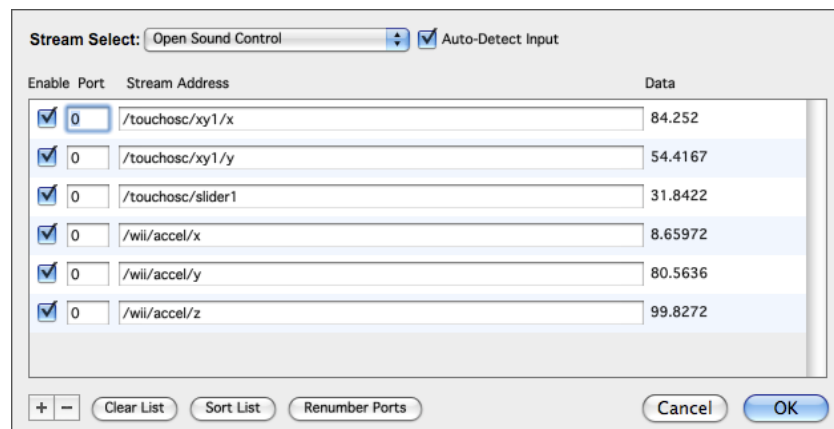 Stream Select: Open Sound Control Auto-Detect Input
Enable Port Stream Address Data
0 /touchosc/xy1/x 84.252
0 /touchosc/xy1/y 54.4167
0 /touchosc/slider1 31.8422
0 /wii/accel/x 8.65972
0 /wii/accel/y 80.5636
0 /wii/accel/z 99.8272
+ − Clear List Sort List Renumber Ports Cancel OK